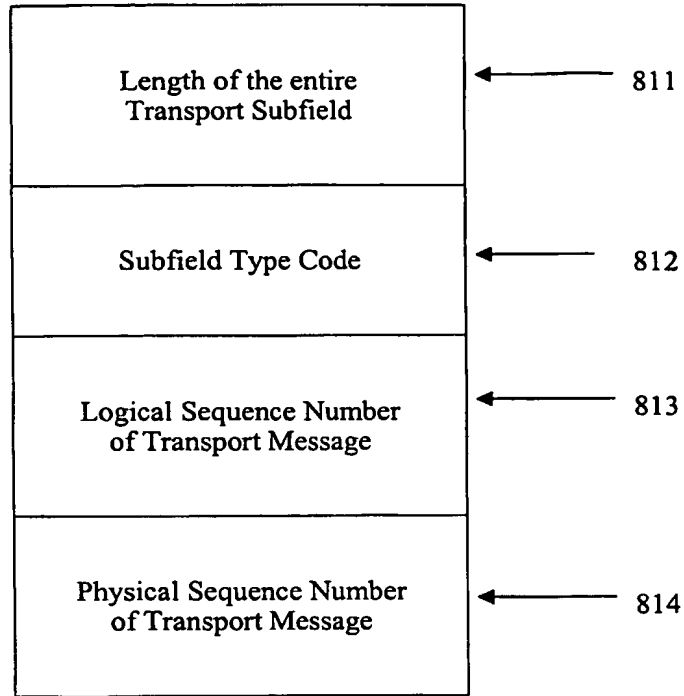 Length of the entire
Transport Subfield
811
Subfield Type Code
812
Logical Sequence Number
of Transport Message
813
Physical Sequence Number
of Transport Message
814